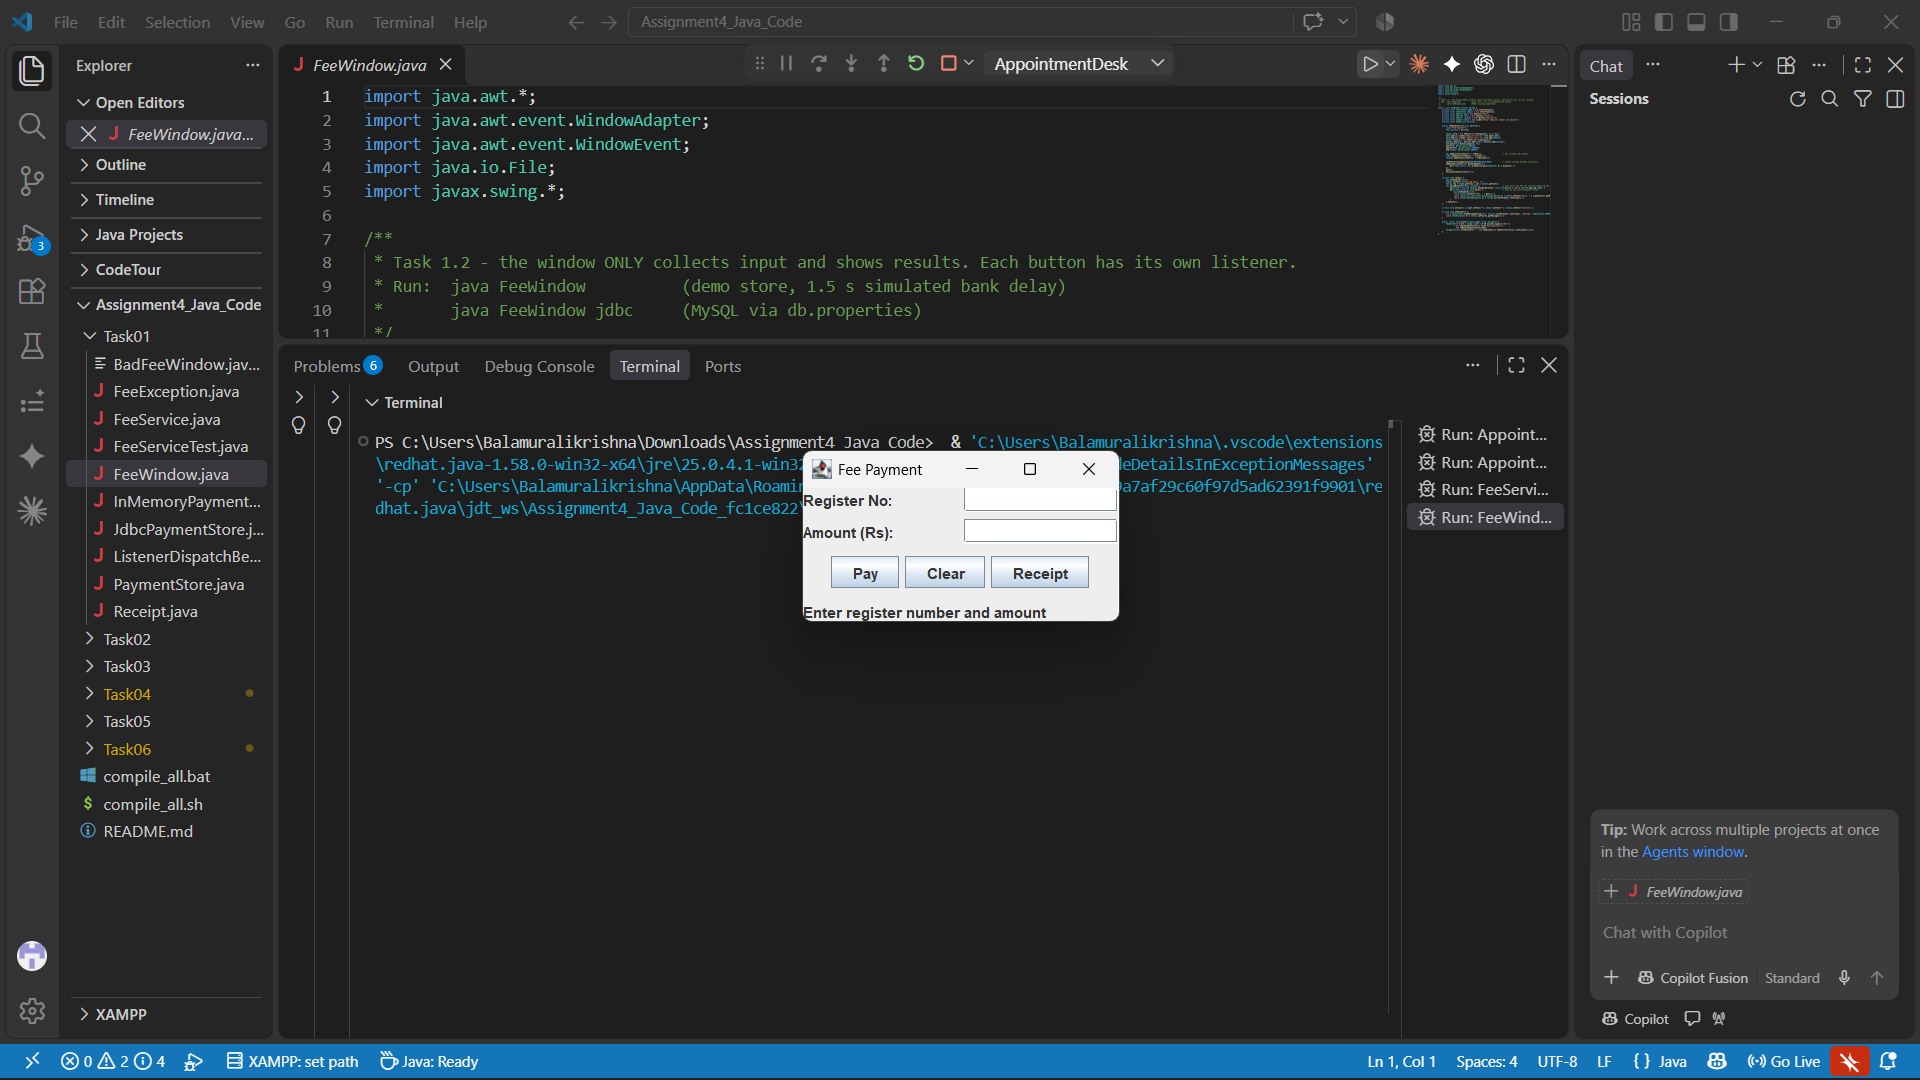 File Edit Selection View Go Run Terminal Help
Assignment4_Java_Code
Explorer
Open Editors
FeeWindow.java...
Outline
Timeline
Java Projects
CodeTour
Assignment4_Java_Code
Task01
BadFeeWindow.jav...
FeeException.java
FeeService.java
FeeServiceTest.java
FeeWindow.java
InMemoryPayment...
JdbcPaymentStore.j...
ListenerDispatchBe...
PaymentStore.java
Receipt.java
Task02
Task03
Task04
Task05
Task06
compile_all.bat
compile_all.sh
README.md
XAMPP
3
FeeWindow.java
AppointmentDesk
1 import java.awt.*;
2 import java.awt.event.WindowAdapter;
3 import java.awt.event.WindowEvent;
4 import java.io.File;
5 import javax.swing.*;
6
7 /**
8 * Task 1.2 - the window ONLY collects input and shows results. Each button has its own listener.
9 * Run: java FeeWindow (demo store, 1.5 s simulated bank delay)
10 * java FeeWindow jdbc (MySQL via db.properties)
11 */
Problems 6 Output Debug Console Terminal Ports
Terminal
PS C:\Users\Balamuralikrishna\Downloads\Assignment4 Java Code> & 'C:\Users\Balamuralikrishna\.vscode\extensions
\redhat.java-1.58.0-win32-x64\jre\25.0.4.1-win32 eDetailsInExceptionMessages'
'-cp' 'C:\Users\Balamuralikrishna\AppData\Roamin a7af29c60f97d5ad62391f9901\re
dhat.java\jdt_ws\Assignment4_Java_Code_fc1ce822
Fee Payment
Register No:
Amount (Rs):
Pay Clear Receipt
Enter register number and amount
Run: Appoint...
Run: Appoint...
Run: FeeServi...
Run: FeeWind...
Chat
Sessions
Tip: Work across multiple projects at once
in the Agents window.
FeeWindow.java
Chat with Copilot
Copilot Fusion Standard
Copilot
0 2 4 XAMPP: set path Java: Ready
Ln 1, Col 1 Spaces: 4 UTF-8 LF { } Java Go Live